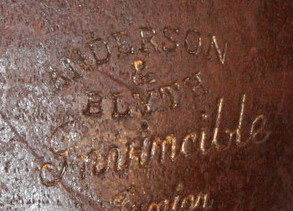 ANDERSON
&
BLYTH
Invincible